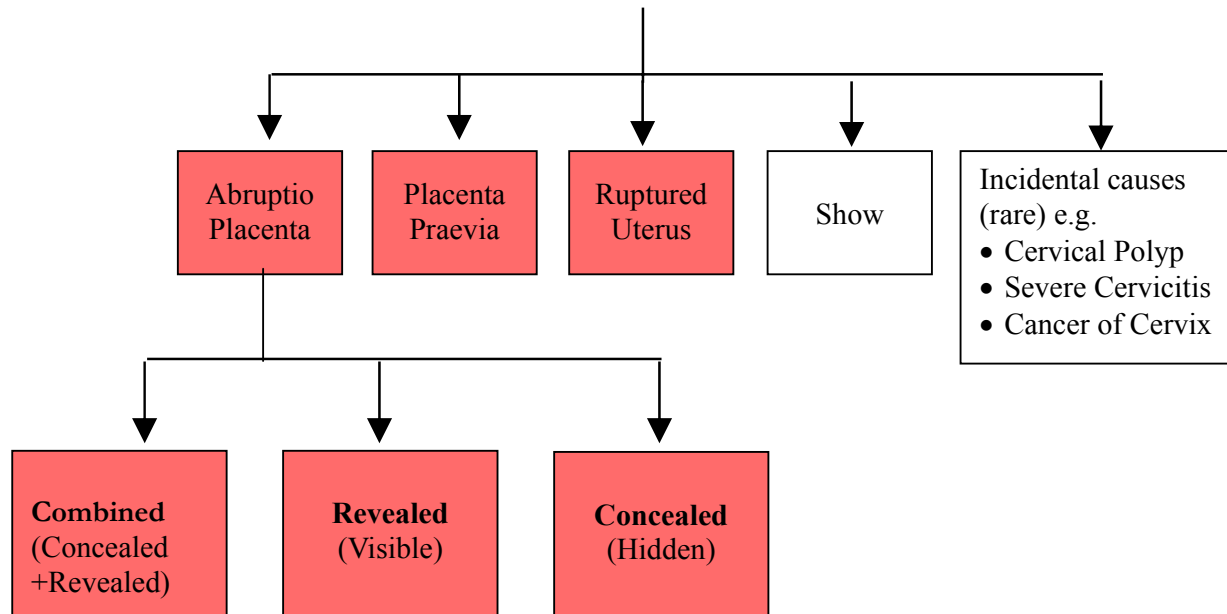 Abruptio
Placenta
Placenta
Praevia
Ruptured
Uterus
Show
Incidental causes
(rare) e.g.
• Cervical Polyp
• Severe Cervicitis
• Cancer of Cervix
Combined
(Concealed
+Revealed)
Revealed
(Visible)
Concealed
(Hidden)